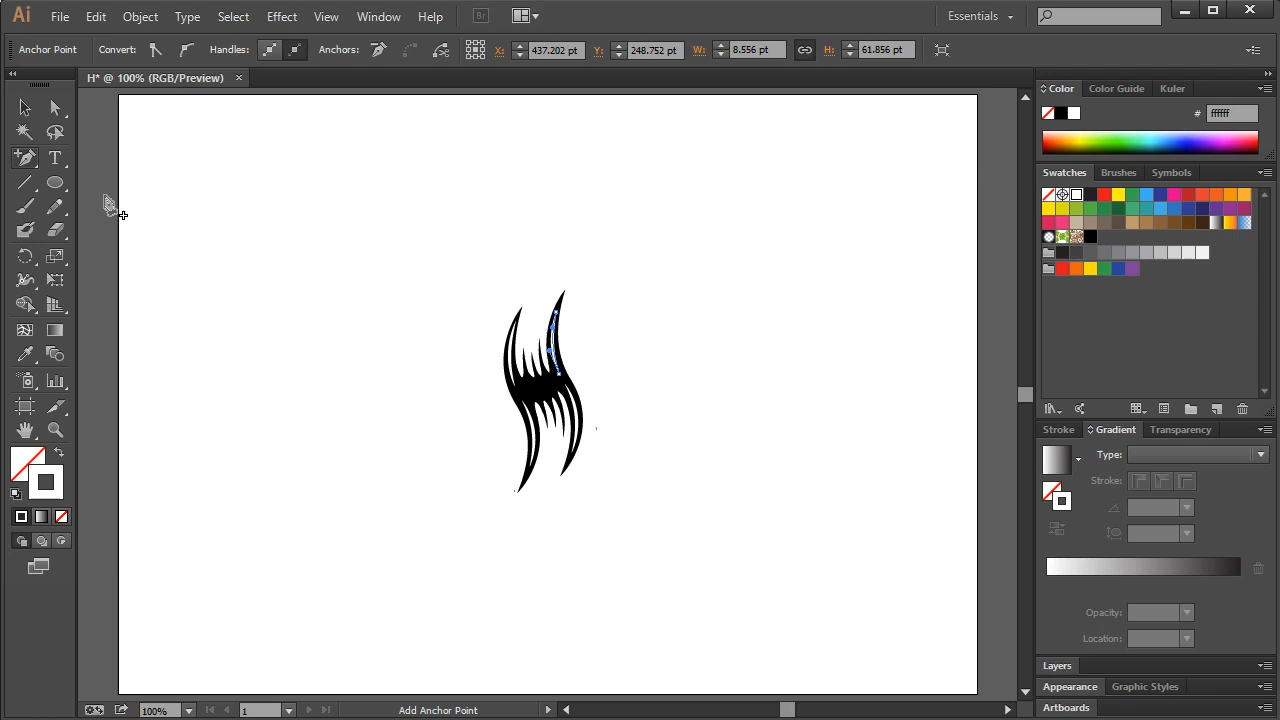 Ai File Edit Object Type Select Effect View Window Help Br Essentials
Anchor Point Convert: Handles: Anchors: X: 437.202 pt Y: 248.752 pt W: 8.556 pt H: 61.856 pt
H* @ 100% (RGB/Preview) ×
Color Color Guide Kuler
# ffffff
Swatches Brushes Symbols
T
Stroke Gradient Transparency
Type:
Stroke:
Opacity:
Location:
Layers
Appearance Graphic Styles
Artboards
100% 1 Add Anchor Point